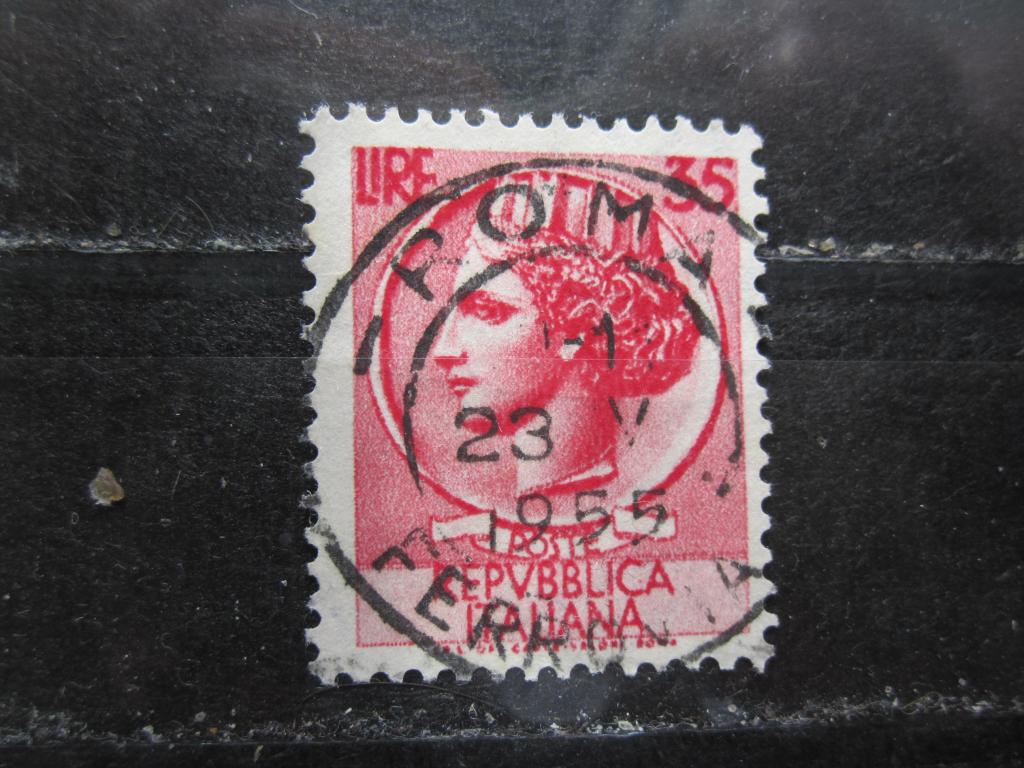 LIRE 35
ROMA
23 V
1955
POSTE
REPVBBLICA
ITALIANA